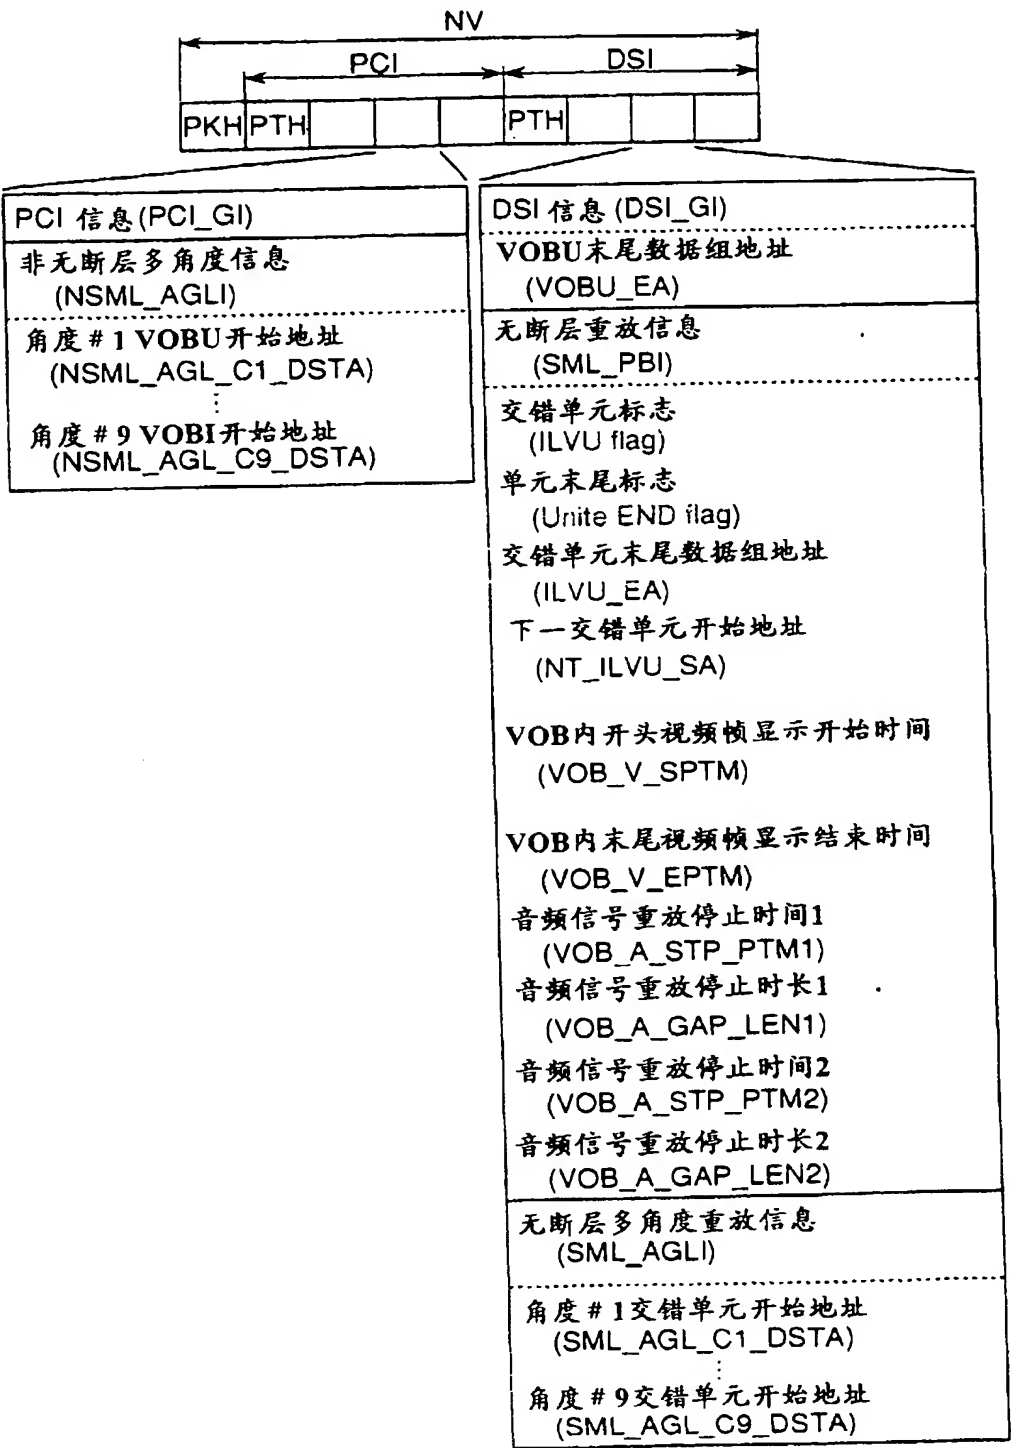 NV
PCI
DSI
PKH PTH PTH
PCI 信息(PCI_GI)
非无断层多角度信息
(NSML_AGLI)
角度#1 VOBU开始地址
(NSML_AGL_C1_DSTA)
角度#9 VOBI开始地址
(NSML_AGL_C9_DSTA)
DSI 信息(DSI_GI)
VOBU末尾数据组地址
(VOBU_EA)
无断层重放信息
(SML_PBI)
交错单元标志
(ILVU flag)
单元末尾标志
(Unite END flag)
交错单元末尾数据组地址
(ILVU_EA)
下一交错单元开始地址
(NT_ILVU_SA)
VOB内开头视频帧显示开始时间
(VOB_V_SPTM)
VOB内末尾视频帧显示结束时间
(VOB_V_EPTM)
音频信号重放停止时间1
(VOB_A_STP_PTM1)
音频信号重放停止时长1
(VOB_A_GAP_LEN1)
音频信号重放停止时间2
(VOB_A_STP_PTM2)
音频信号重放停止时长2
(VOB_A_GAP_LEN2)
无断层多角度重放信息
(SML_AGLI)
角度#1交错单元开始地址
(SML_AGL_C1_DSTA)
角度#9交错单元开始地址
(SML_AGL_C9_DSTA)